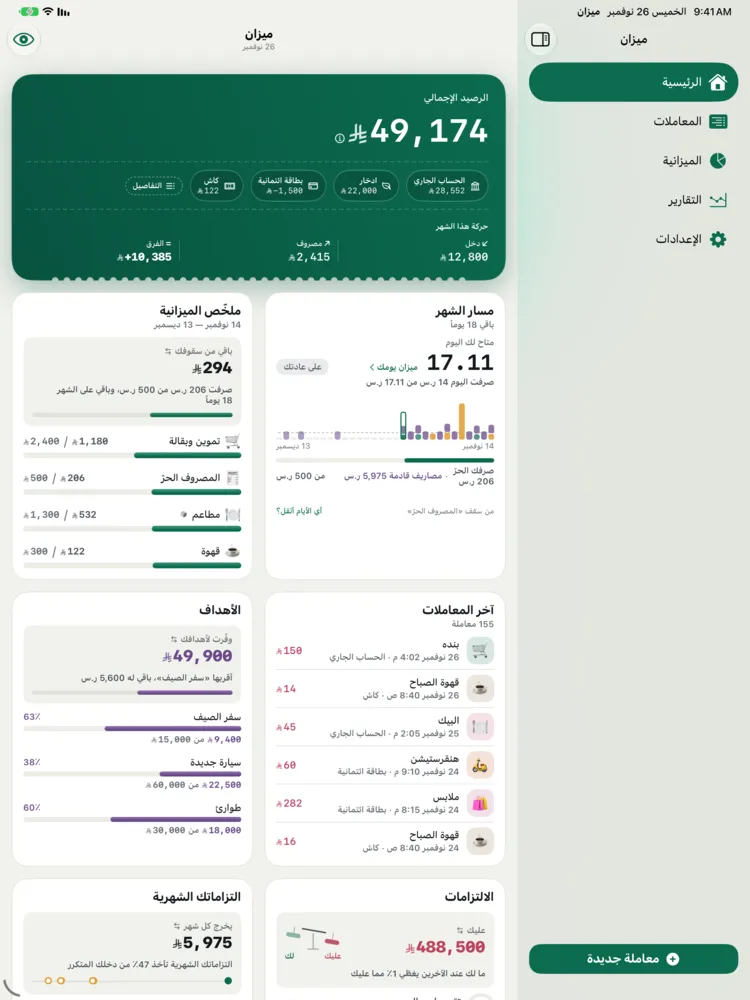 9:41 AM الخميس 26 نوفمبر ميزان
ميزان
الرئيسية
المعاملات
الميزانية
التقارير
الإعدادات
معاملة جديدة
ميزان
26 نوفمبر
الرصيد الإجمالي
49,174
الحساب الجاري
28,552
ادخار
22,000
بطاقة ائتمانية
−1,500
كاش
122
التفاصيل
حركة هذا الشهر
دخل
12,800
مصروف
2,415
= الفرق
+10,385
مسار الشهر
باقي 18 يوماً
متاح لك اليوم
17.11
ميزان يومك
على عادتك
صرفت اليوم 14 ر.س من 17.11 ر.س
14 نوفمبر
13 ديسمبر
صرفك الحرّ
206 ر.س
· مصاريف قادمة 5,975 ر.س
من 500 ر.س
من سقف «المصروف الحرّ»
أي الأيام أثقل؟
ملخّص الميزانية
14 نوفمبر — 13 ديسمبر
باقي من سقوفك
294
صرفت 206 ر.س من 500 ر.س، وباقي على الشهر
18 يوماً
تموين وبقالة
1,180 / 2,400
المصروف الحرّ
206 / 500
مطاعم
532 / 1,300
قهوة
122 / 300
آخر المعاملات
155 معاملة
بنده
26 نوفمبر 4:02 م · الحساب الجاري
150
قهوة الصباح
26 نوفمبر 8:40 ص · كاش
14
البيك
25 نوفمبر 2:05 م · الحساب الجاري
45
هنقرستيشن
24 نوفمبر 9:10 م · بطاقة ائتمانية
60
ملابس
24 نوفمبر 8:15 م · بطاقة ائتمانية
282
قهوة الصباح
24 نوفمبر 8:40 ص · كاش
16
الأهداف
وفّرت لأهدافك
49,900
أقربها «سفر الصيف»، باقي له 5,600 ر.س
سفر الصيف
63٪
9,400 من 15,000
سيارة جديدة
38٪
22,500 من 60,000
طوارئ
60٪
18,000 من 30,000
الالتزامات
عليك
488,500
لك
عليك
ما لك عند الآخرين يغطي 1٪ مما عليك
التزاماتك الشهرية
يخرج كل شهر
5,975
التزاماتك الشهرية تأخذ 47٪ من دخلك المتكرر